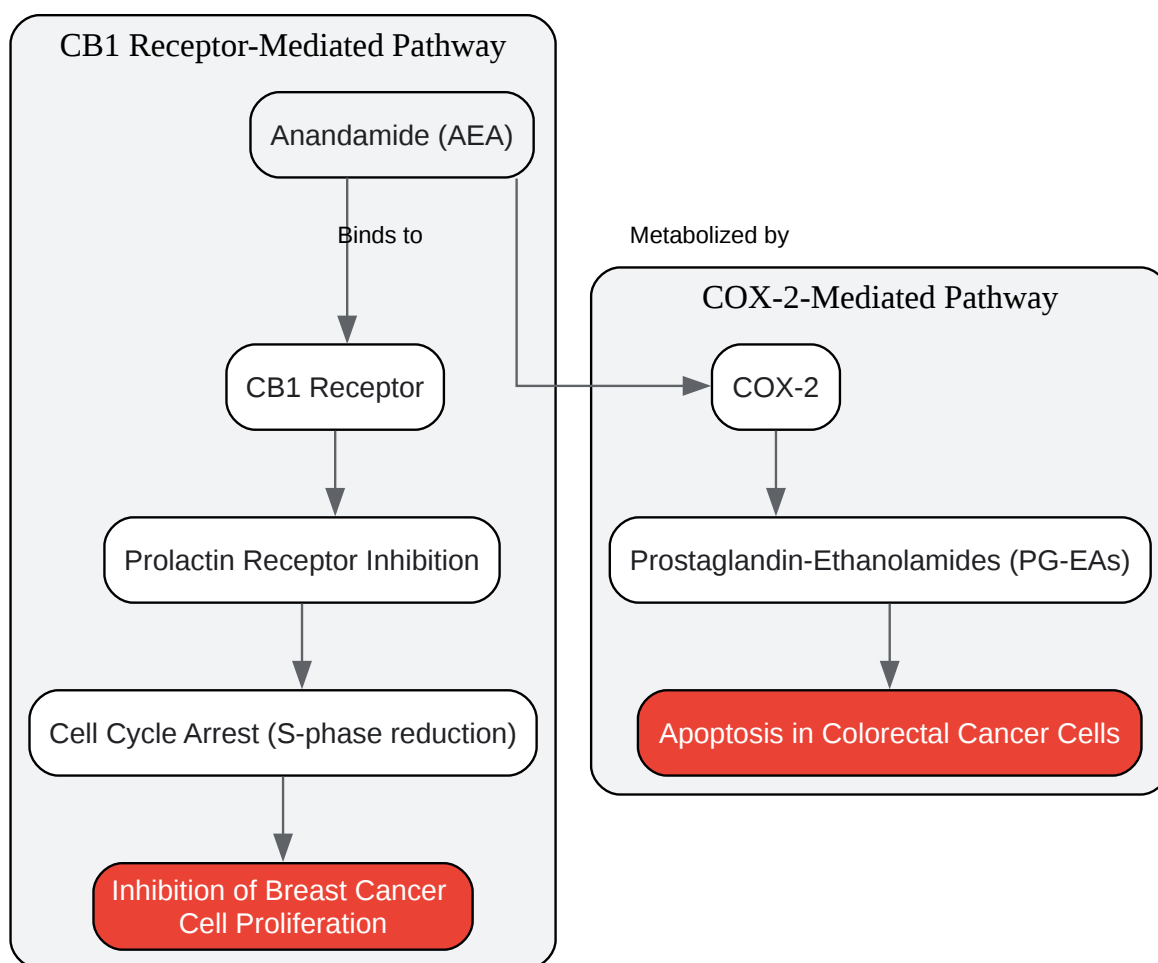 CB1 Receptor-Mediated Pathway
Anandamide (AEA)
Binds to
Metabolized by
COX-2-Mediated Pathway
CB1 Receptor
COX-2
Prolactin Receptor Inhibition
Prostaglandin-Ethanolamides (PG-EAs)
Cell Cycle Arrest (S-phase reduction)
Apoptosis in Colorectal Cancer Cells
Inhibition of Breast Cancer
Cell Proliferation